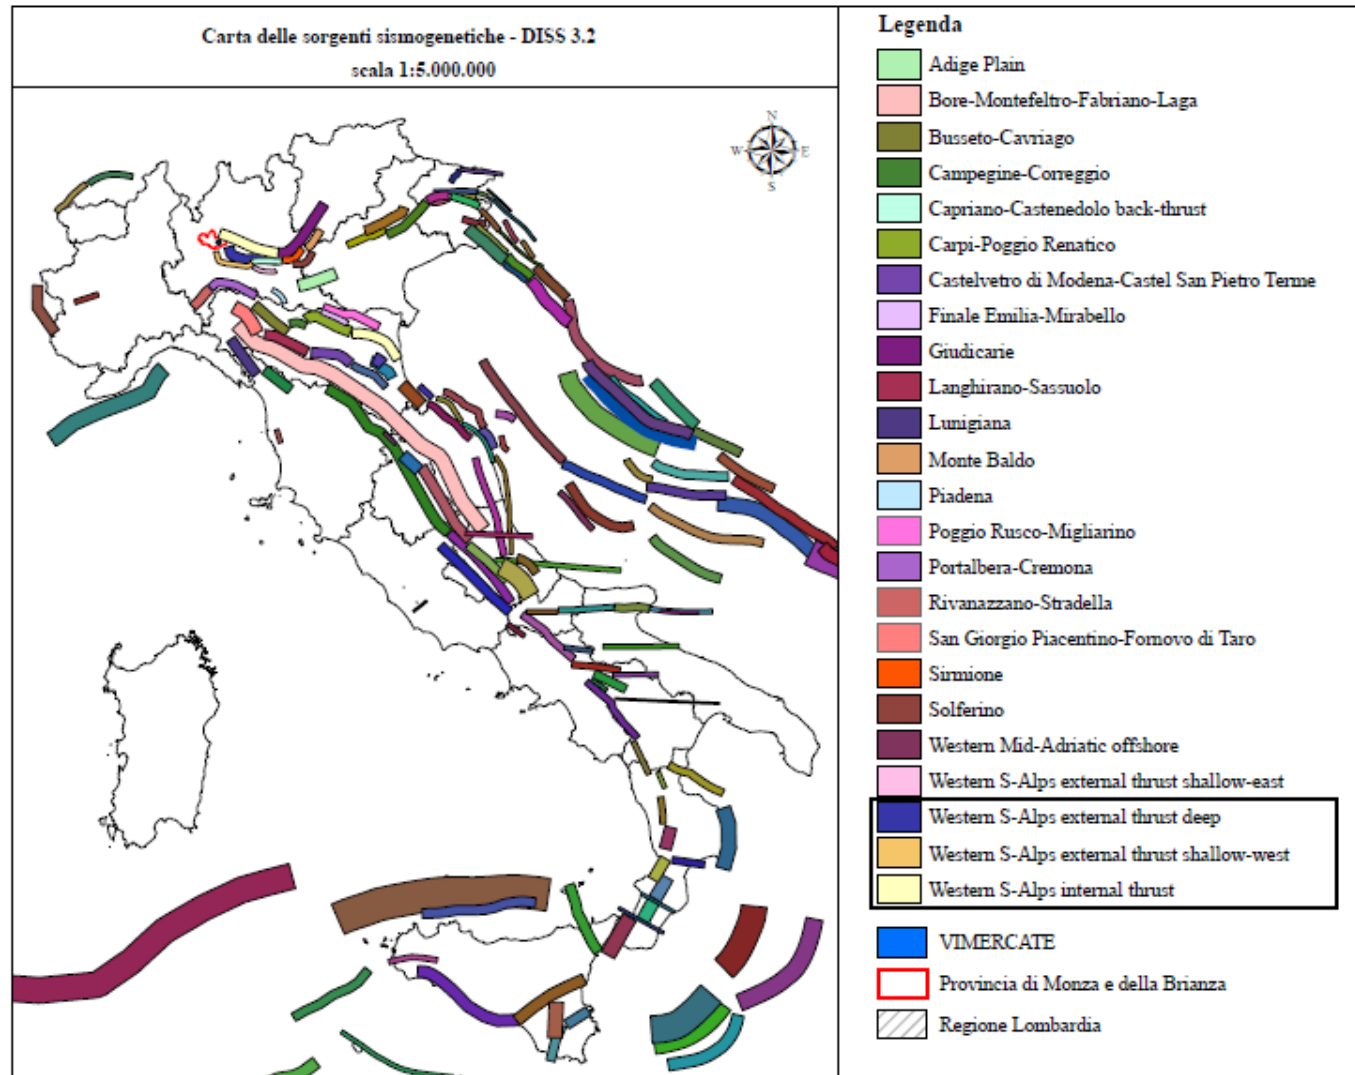 Carta delle sorgenti sismogenetiche - DISS 3.2
scala 1:5.000.000
N
W E
S
Legenda
Adige Plain
Bore-Montefeltro-Fabriano-Laga
Busseto-Cavriago
Campegine-Correggio
Capriano-Castenedolo back-thrust
Carpi-Poggio Renatico
Castelvetro di Modena-Castel San Pietro Terme
Finale Emilia-Mirabello
Giudicarie
Langhirano-Sassuolo
Lunigiana
Monte Baldo
Piadena
Poggio Rusco-Migliarino
Portalbera-Cremona
Rivanazzano-Stradella
San Giorgio Piacentino-Fornovo di Taro
Sirmione
Solferino
Western Mid-Adriatic offshore
Western S-Alps external thrust shallow-east
Western S-Alps external thrust deep
Western S-Alps external thrust shallow-west
Western S-Alps internal thrust
VIMERCATE
Provincia di Monza e della Brianza
Regione Lombardia